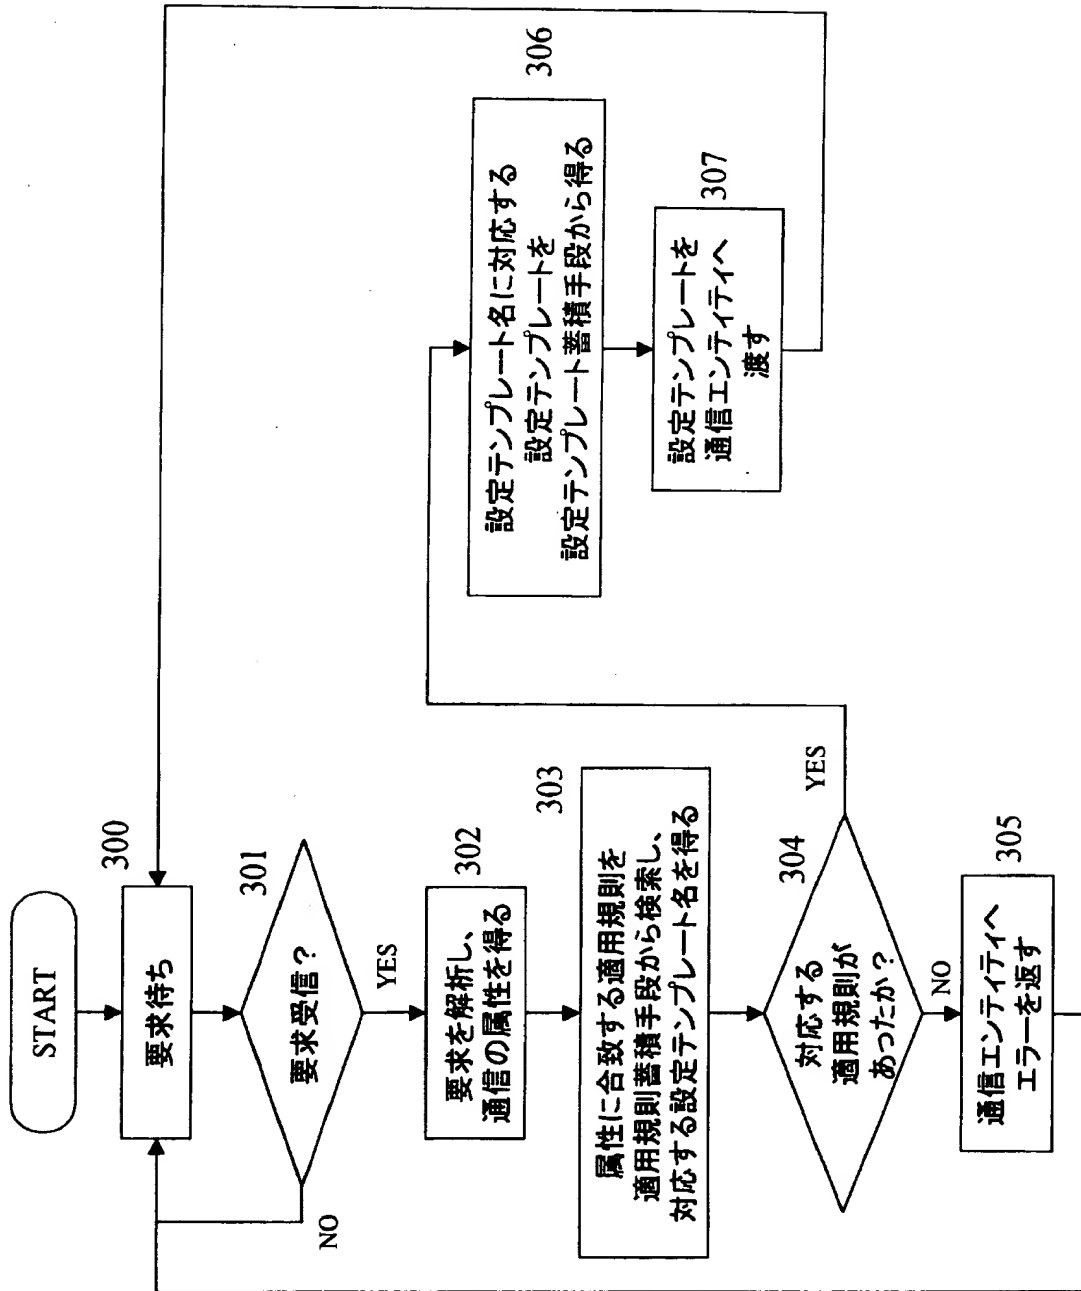 START
300
要求待ち
301
要求受信？
NO
YES
302
要求を解析し、
通信の属性を得る
303
属性に合致する適用規則を
適用規則蓄積手段から検索し、
対応する設定テンプレート名を得る
304
対応する
適用規則が
あったか？
YES
NO
305
通信エンティティへ
エラーを返す
306
設定テンプレート名に対応する
設定テンプレートを
設定テンプレート蓄積手段から得る
307
設定テンプレートを
通信エンティティへ
渡す